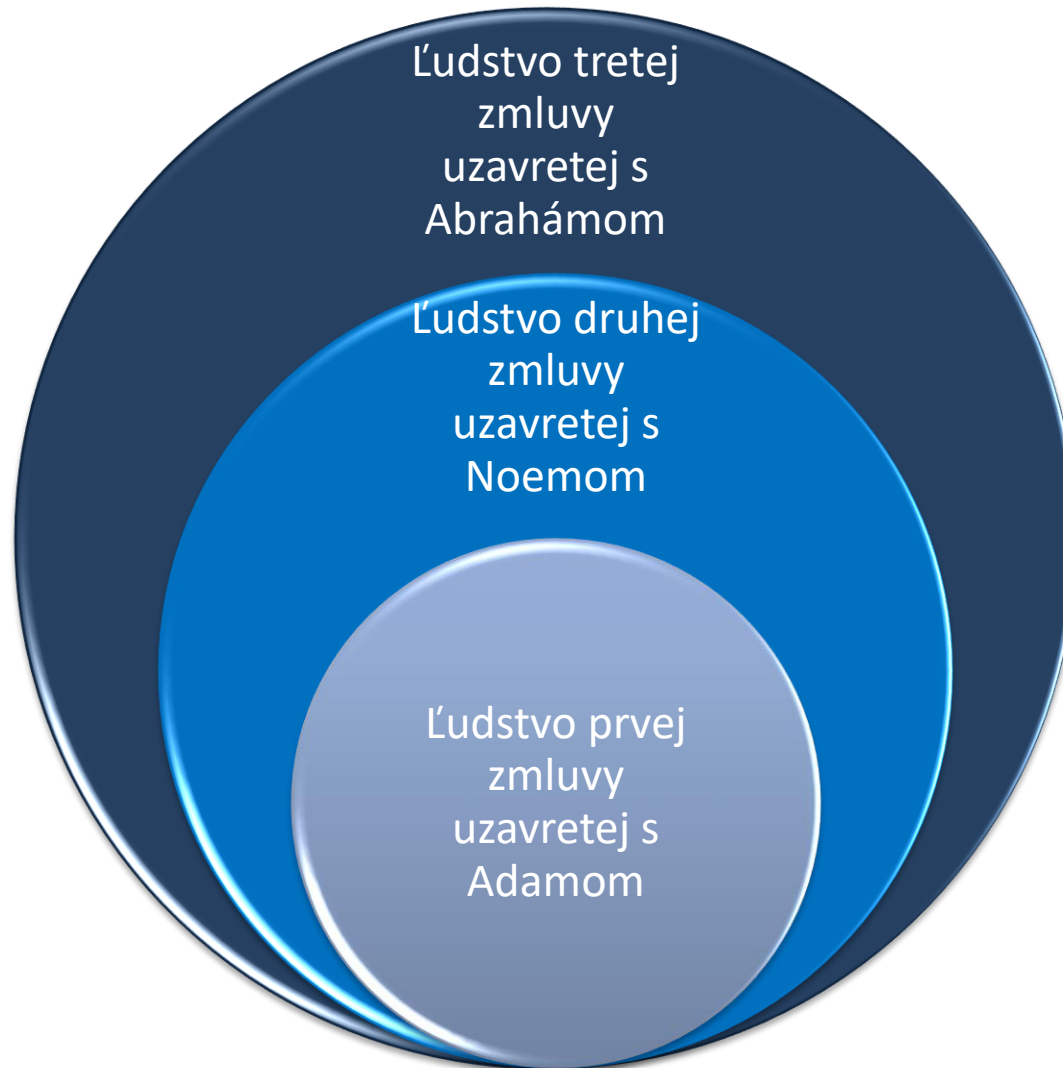 Ľudstvo tretej
zmluvy
uzavretej s
Abrahámom
Ľudstvo druhej
zmluvy
uzavretej s
Noemom
Ľudstvo prvej
zmluvy
uzavretej s
Adamom